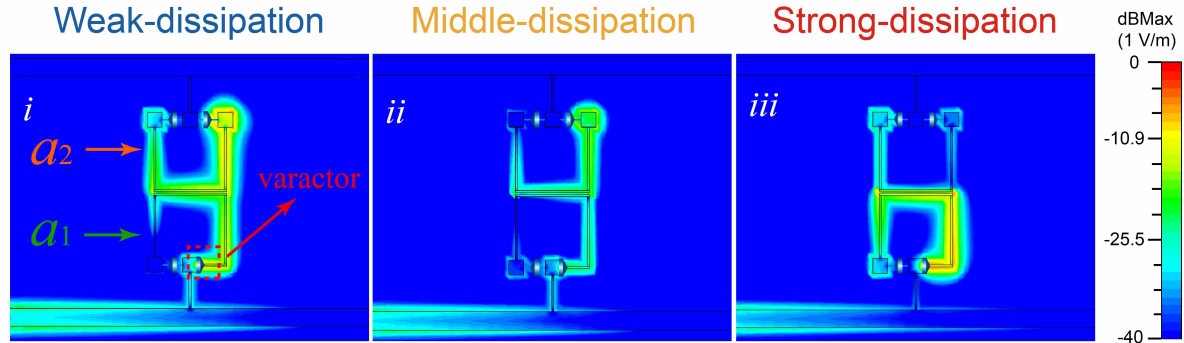 Weak-dissipation
Middle-dissipation
Strong-dissipation
dBMax
(1 V/m)
i
ii
iii
a2
a1
varactor
0
-10.9
-25.5
-40